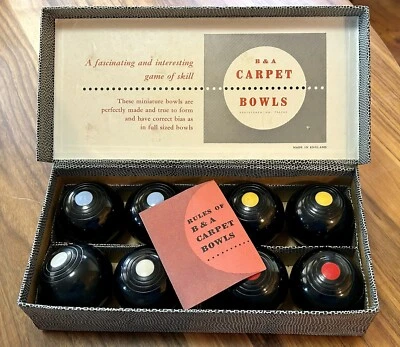 A fascinating and interesting
game of skill
These miniature bowls are
perfectly made and true to form
and have correct bias as
in full sized bowls
B & A
CARPET
BOWLS
MADE IN ENGLAND
RULES OF
B & A
CARPET
BOWLS